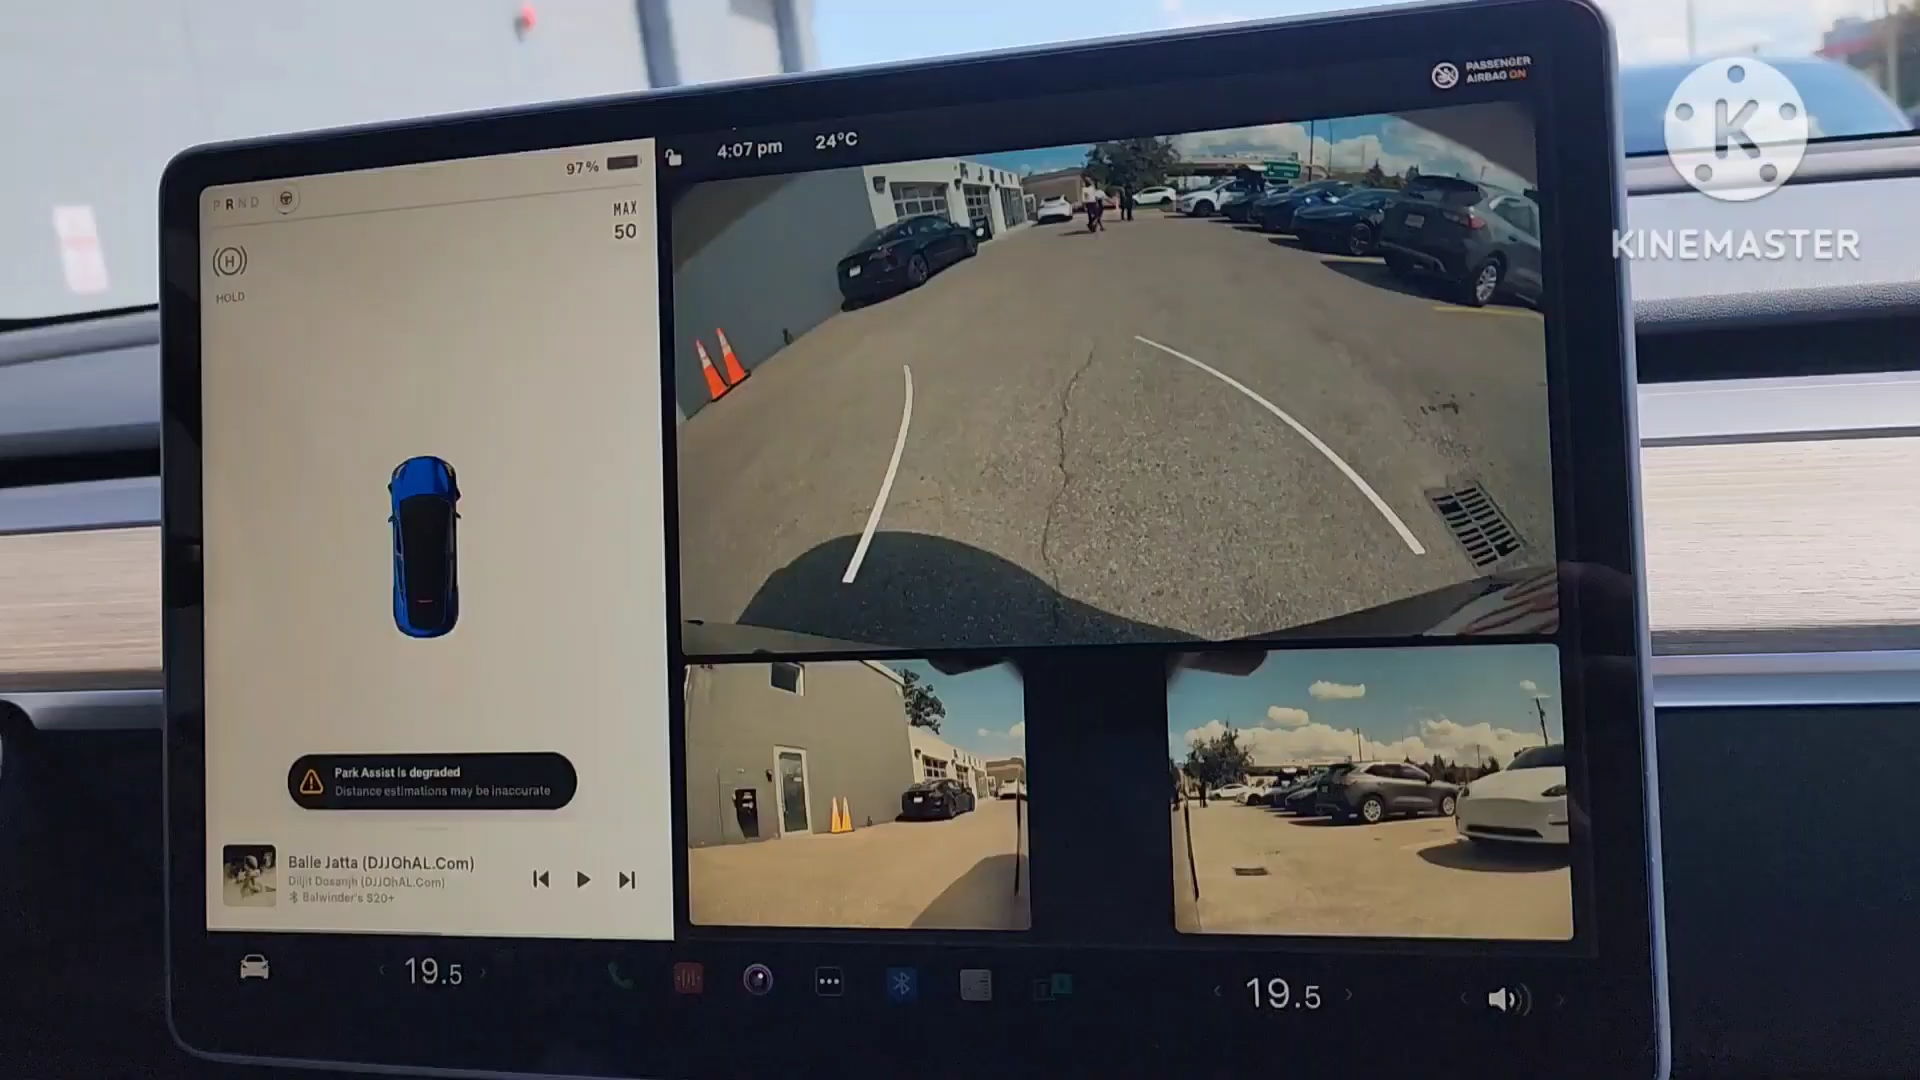 PASSENGER
AIRBAG ON
K
KINEMASTER
4:07 pm
24°C
97%
P R N D
MAX
50
H
HOLD
Park Assist is degraded
Distance estimations may be inaccurate
Balle Jatta (DJJOhAL.Com)
Diljit Dosanjh (DJJOhAL.Com)
Balwinder's S20+
19.5
19.5